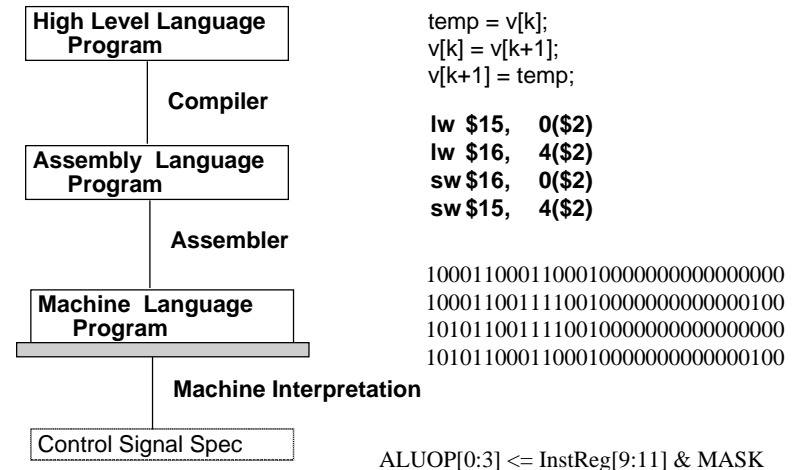 High Level Language
Program
temp = v[k];
v[k] = v[k+1];
v[k+1] = temp;
Compiler
lw $15, 0($2)
lw $16, 4($2)
sw $16, 0($2)
sw $15, 4($2)
Assembly Language
Program
Assembler
10001100011000100000000000000000
10001100111100100000000000000100
10101100111100100000000000000000
10101100011000100000000000000100
Machine Language
Program
Machine Interpretation
Control Signal Spec
ALUOP[0:3] <= InstReg[9:11] & MASK